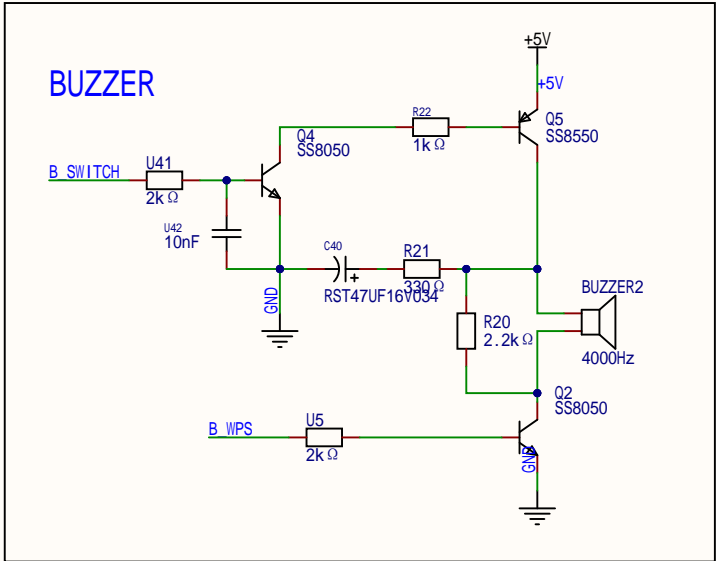 +5V
BUZZER
+5V
R22
Q5
SS8550
1kΩ
Q4
SS8050
U41
B_SWITCH
2kΩ
U42
10nF
C40
R21
330Ω
RST47UF16V034
GND
BUZZER2
R20
2.2kΩ
4000Hz
Q2
SS8050
U5
B_WPS
2kΩ
GND